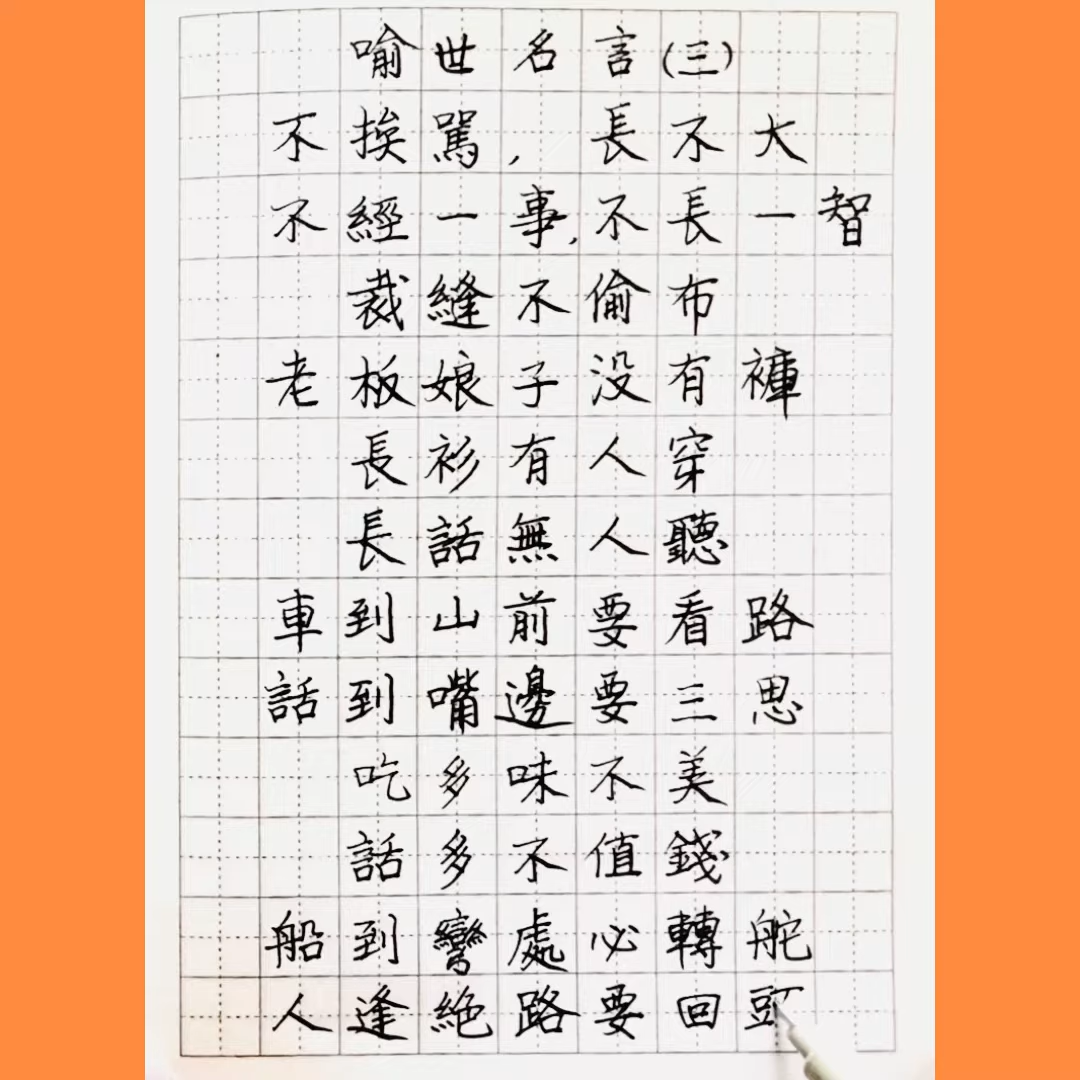 喻世名言(三)
不挨駡,長不大
不經一事,不長一智
裁縫不偷布
老板娘子没有褲
長衫有人穿
長話無人聽
車到山前要看路
話到嘴邊要三思
吃多味不美
話多不值錢
船到彎處必轉舵
人逢絶路要回頭